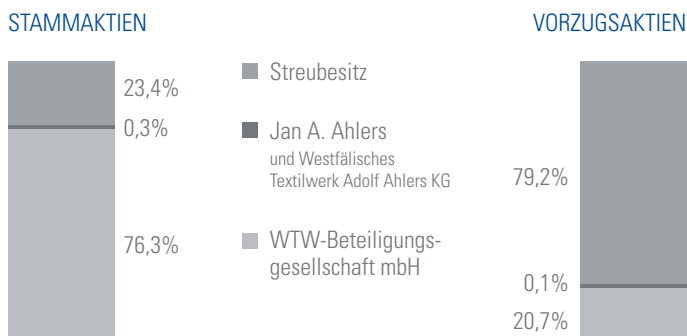 STAMMAKTIEN
23,4%
0,3%
76,3%
Streubesitz
Jan A. Ahlers
und Westfälisches
Textilwerk Adolf Ahlers KG
WTW-Beteiligungs-
gesellschaft mbH
VORZUGSAKTIEN
79,2%
0,1%
20,7%